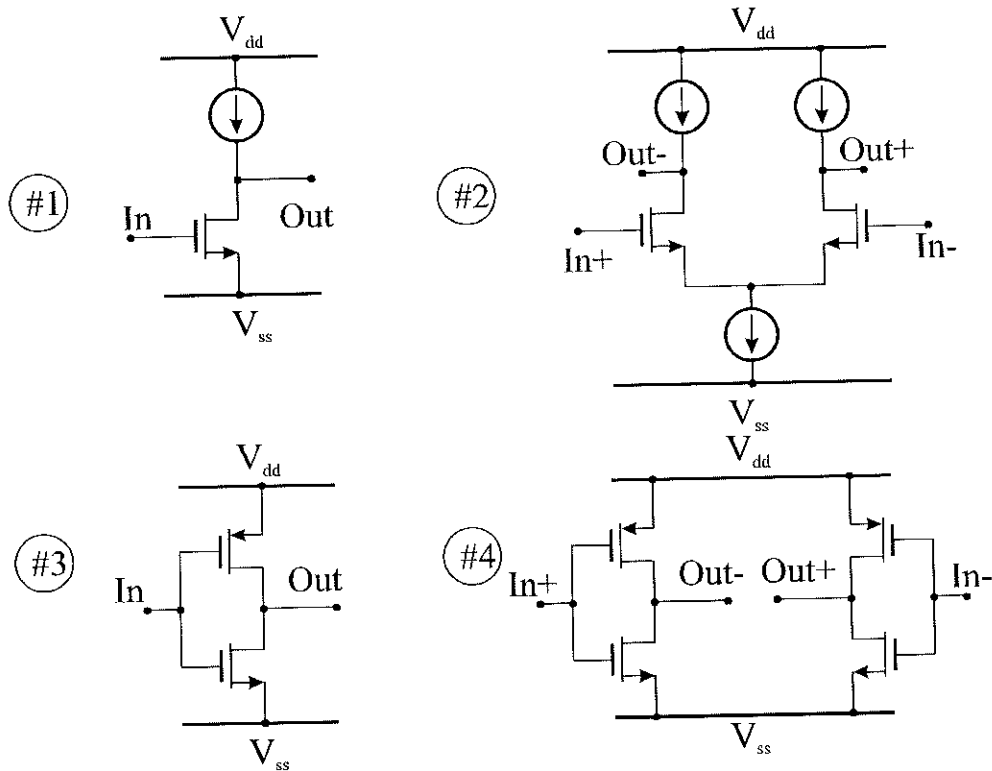 V_dd
#1
In
Out
V_ss
V_dd
Out-
Out+
#2
In+
In-
V_ss
V_dd
#3
In
Out
V_ss
V_dd
#4
In+
Out-
Out+
In-
V_ss